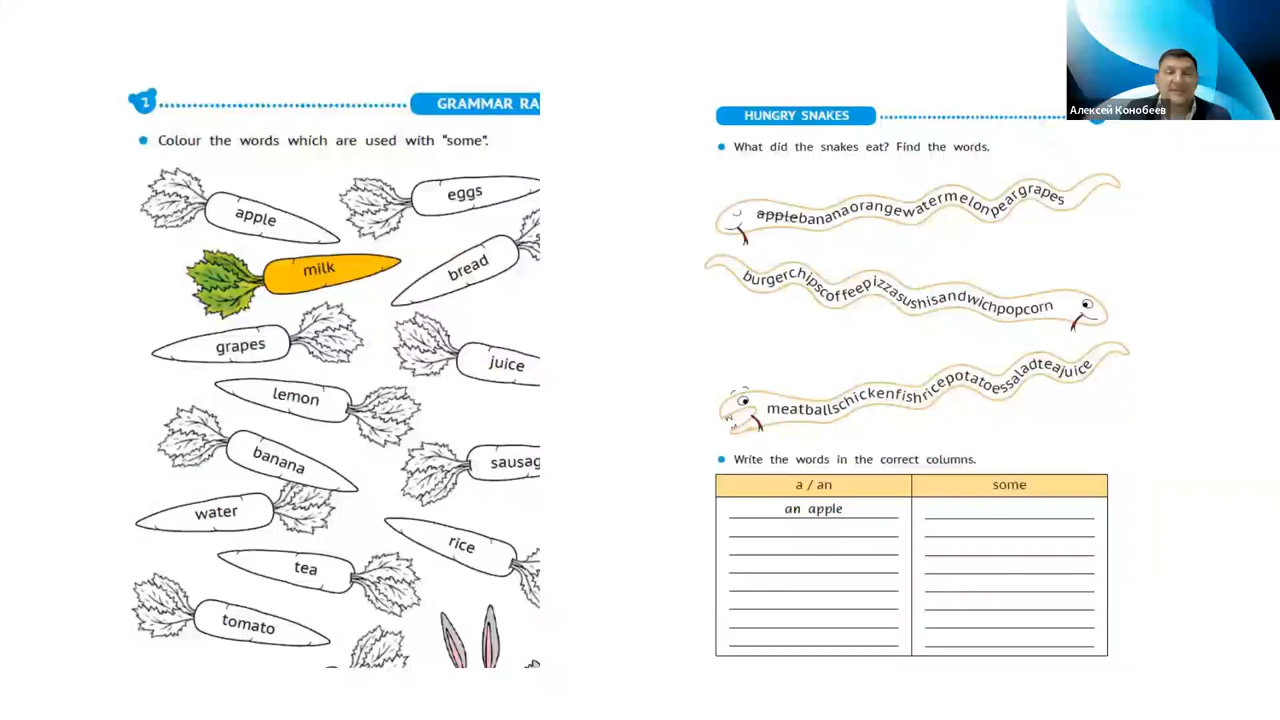 2
GRAMMAR RA
Colour the words which are used with "some".
apple
eggs
milk
bread
grapes
juice
lemon
banana
sausag
water
rice
tea
tomato
HUNGRY SNAKES
What did the snakes eat? Find the words.
applebananaorangewatermelonpeargrapes
burgerchipscoffeepizzasushisandwichpopcorn
meatballschickenfishricepotatoessaladteajuice
Write the words in the correct columns.
a / an
some
an apple
Алексей Конобеев